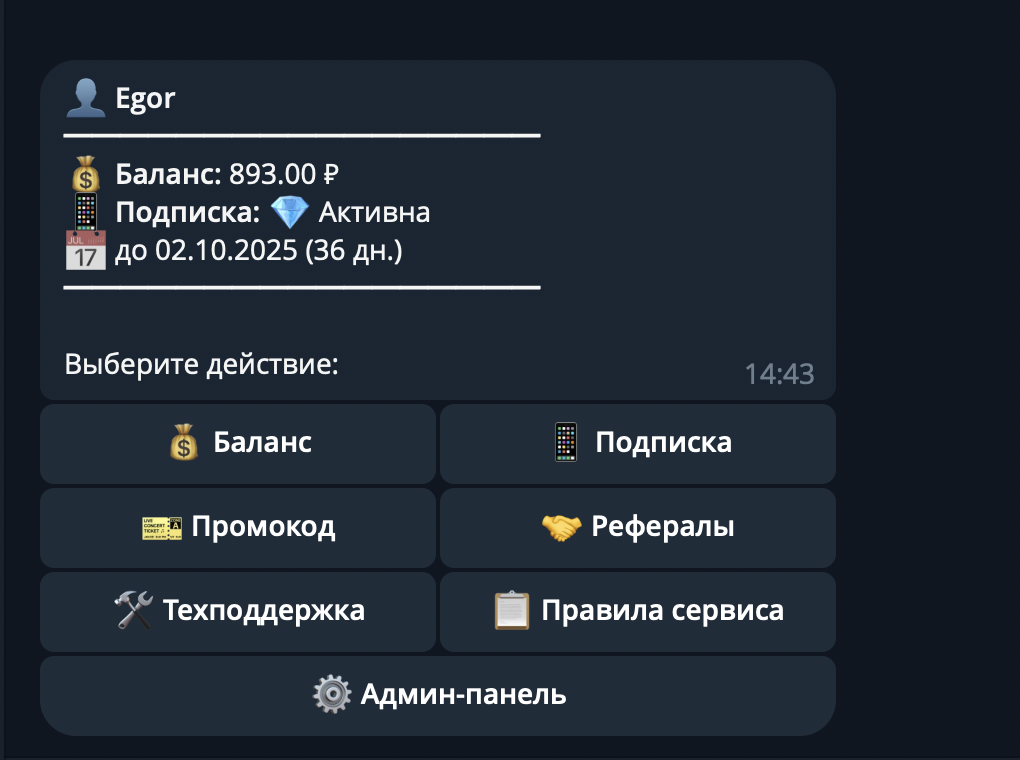 Egor
Баланс: 893.00 ₽
Подписка: 💎 Активна
до 02.10.2025 (36 дн.)
Выберите действие:
14:43
Баланс
Подписка
Промокод
Рефералы
Техподдержка
Правила сервиса
Админ-панель